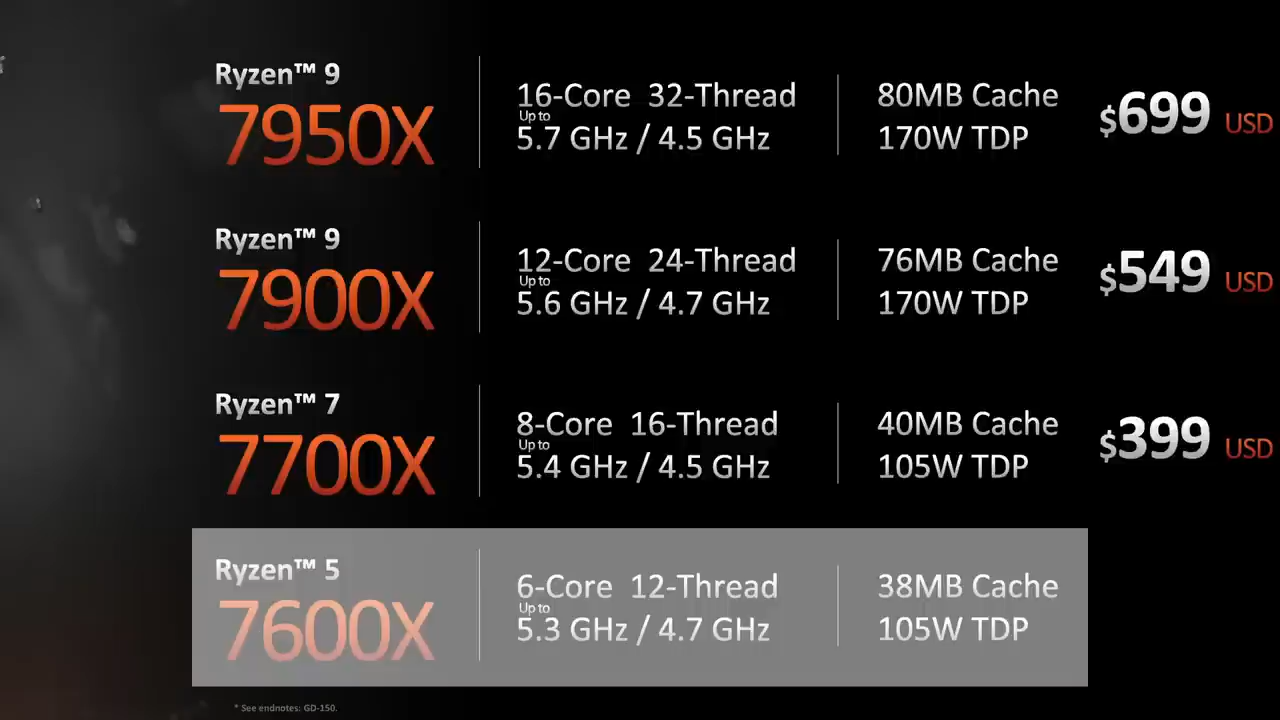 Ryzen™ 9
7950X
16-Core 32-Thread
Up to
5.7 GHz / 4.5 GHz
80MB Cache
170W TDP
$699 USD
Ryzen™ 9
7900X
12-Core 24-Thread
Up to
5.6 GHz / 4.7 GHz
76MB Cache
170W TDP
$549 USD
Ryzen™ 7
7700X
8-Core 16-Thread
Up to
5.4 GHz / 4.5 GHz
40MB Cache
105W TDP
$399 USD
Ryzen™ 5
7600X
6-Core 12-Thread
Up to
5.3 GHz / 4.7 GHz
38MB Cache
105W TDP
* See endnotes: GD-150.